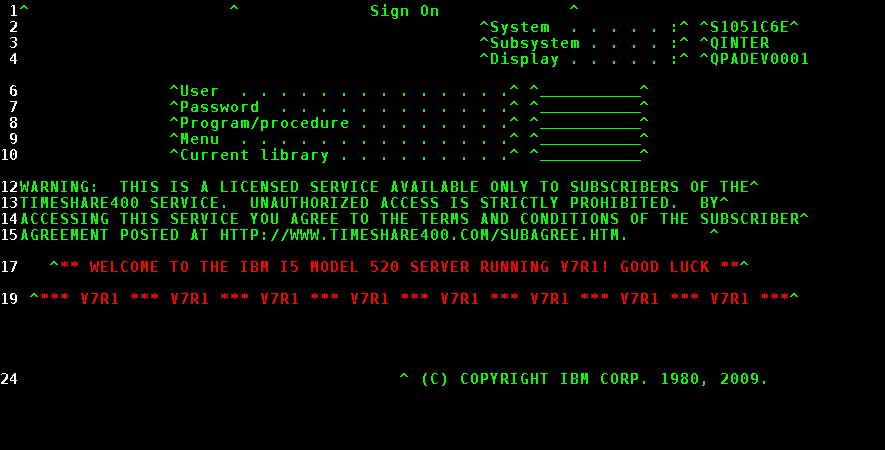 1^ ^ Sign On ^
2 ^System . . . . . :^ ^S1051C6E^
3 ^Subsystem . . . . :^ ^QINTER
4 ^Display . . . . . :^ ^QPADEV0001
6 ^User . . . . . . . . . . . . . .^ ^__________^
7 ^Password . . . . . . . . . . . .^ ^__________^
8 ^Program/procedure . . . . . . . .^ ^__________^
9 ^Menu . . . . . . . . . . . . . .^ ^__________^
10 ^Current library . . . . . . . . .^ ^__________^
12WARNING: THIS IS A LICENSED SERVICE AVAILABLE ONLY TO SUBSCRIBERS OF THE^
13TIMESHARE400 SERVICE. UNAUTHORIZED ACCESS IS STRICTLY PROHIBITED. BY^
14ACCESSING THIS SERVICE YOU AGREE TO THE TERMS AND CONDITIONS OF THE SUBSCRIBER^
15AGREEMENT POSTED AT HTTP://WWW.TIMESHARE400.COM/SUBAGREE.HTM. ^
17 ^** WELCOME TO THE IBM I5 MODEL 520 SERVER RUNNING V7R1! GOOD LUCK **^
19 ^*** V7R1 *** V7R1 *** V7R1 *** V7R1 *** V7R1 *** V7R1 *** V7R1 *** V7R1 ***^
24 ^ (C) COPYRIGHT IBM CORP. 1980, 2009.